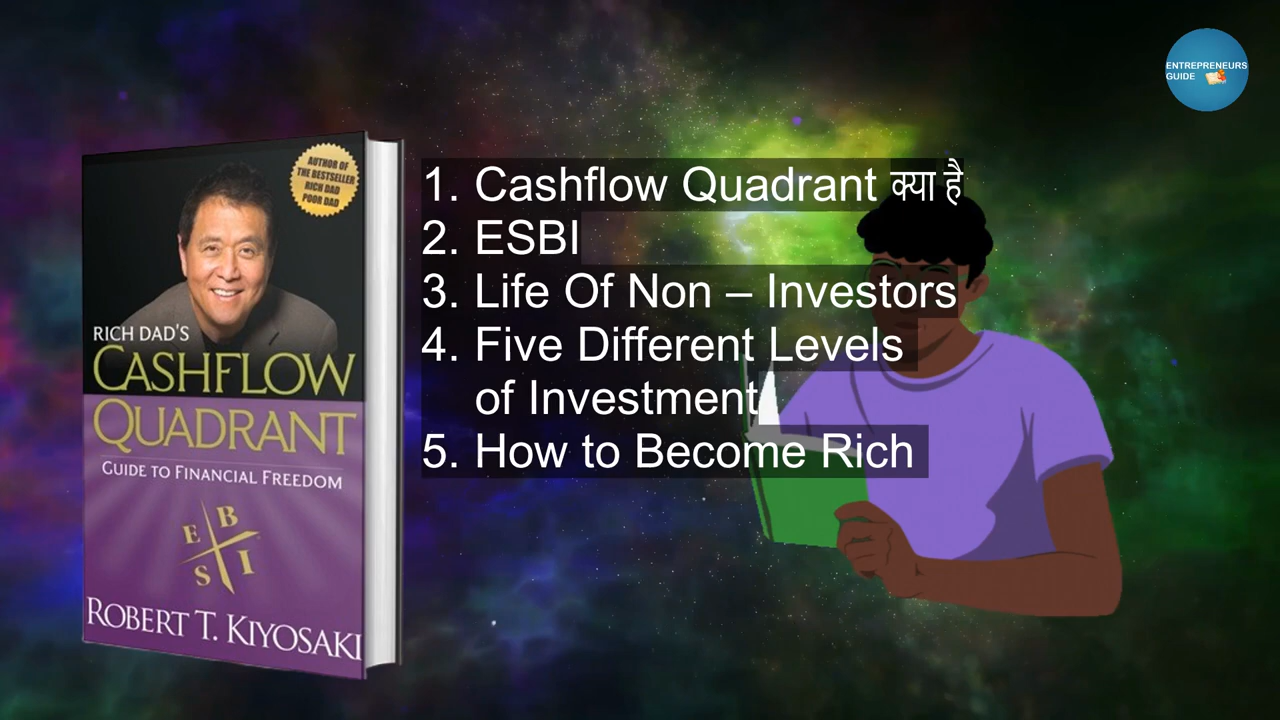 ENTREPRENEURS
GUIDE
AUTHOR OF
THE BESTSELLER
RICH DAD
POOR DAD
RICH DAD'S
CASHFLOW
QUADRANT
GUIDE TO FINANCIAL FREEDOM
E B
S I
ROBERT T. KIYOSAKI
1. Cashflow Quadrant क्या है
2. ESBI
3. Life Of Non – Investors
4. Five Different Levels
of Investment
5. How to Become Rich